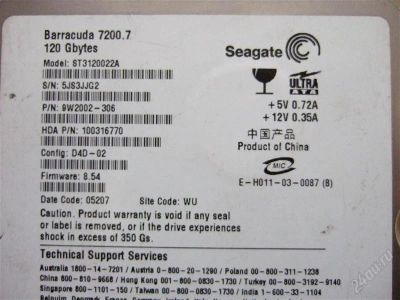 Barracuda 7200.7
120 Gbytes
Seagate
Model: ST3120022A
S/N: 5JS3JJG2
ULTRA
ATA
P/N: 9W2002-306
+5V 0.72A
+12V 0.35A
HDA P/N: 100316770
中国产品
Product of China
Config: D4D-02
MIC
Firmware: 8.54
E-H011-03-0087 (B)
Date Code: 05207 Site Code: WU
Caution: Product warranty is void if any seal
or label is removed, or if the drive experiences
shock in excess of 350 Gs.
Technical Support Services
Australia 1800-14-7201 / Austria 0-800-20-1290 / Poland 00-800-311-1238
China 800-810-9668 / Hong Kong 001-800-0830-1730 / Turkey 00-800-3192-9140
Singapore 800-1101-150 / Taiwan 00-800-0830-1730 / India 1-600-33-1104
24au.ru